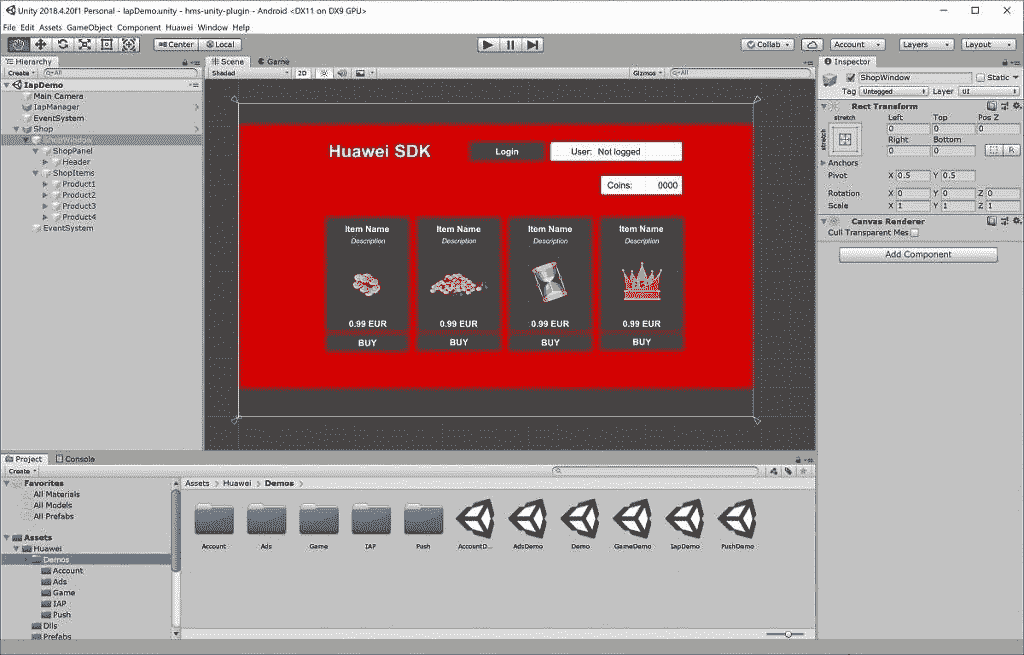 Unity 2018.4.20f1 Personal - IapDemo.unity - hms-unity-plugin - Android <DX11 on DX9 GPU>
File Edit Assets GameObject Component Huawei Window Help
Center Local Collab Account Layers Layout
Hierarchy
Create All
IapDemo
Main Camera
IapManager
EventSystem
Shop
ShopWindow
ShopPanel
Header
ShopItems
Product1
Product2
Product3
Product4
EventSystem
Scene Game
Shaded 2D Gizmos All
Huawei SDK Login User: Not logged
Coins: 0000
Item Name Item Name Item Name Item Name
Description Description Description Description
0.99 EUR 0.99 EUR 0.99 EUR 0.99 EUR
BUY BUY BUY BUY
Inspector
ShopWindow Static
Tag Untagged Layer UI
Rect Transform
stretch Left Top Pos Z
stretch 0 0 0
Right Bottom
0 0 R
Anchors
Pivot X 0.5 Y 0.5
Rotation X 0 Y 0 Z 0
Scale X 1 Y 1 Z 1
Canvas Renderer
Cull Transparent Mes
Add Component
Project Console
Create
Favorites
All Materials
All Models
All Prefabs
Assets
Huawei
Demos
Account
Ads
Game
IAP
Push
Dlls
Prefabs
Assets > Huawei > Demos >
Account Ads Game IAP Push AccountD... AdsDemo Demo GameDemo IapDemo PushDemo